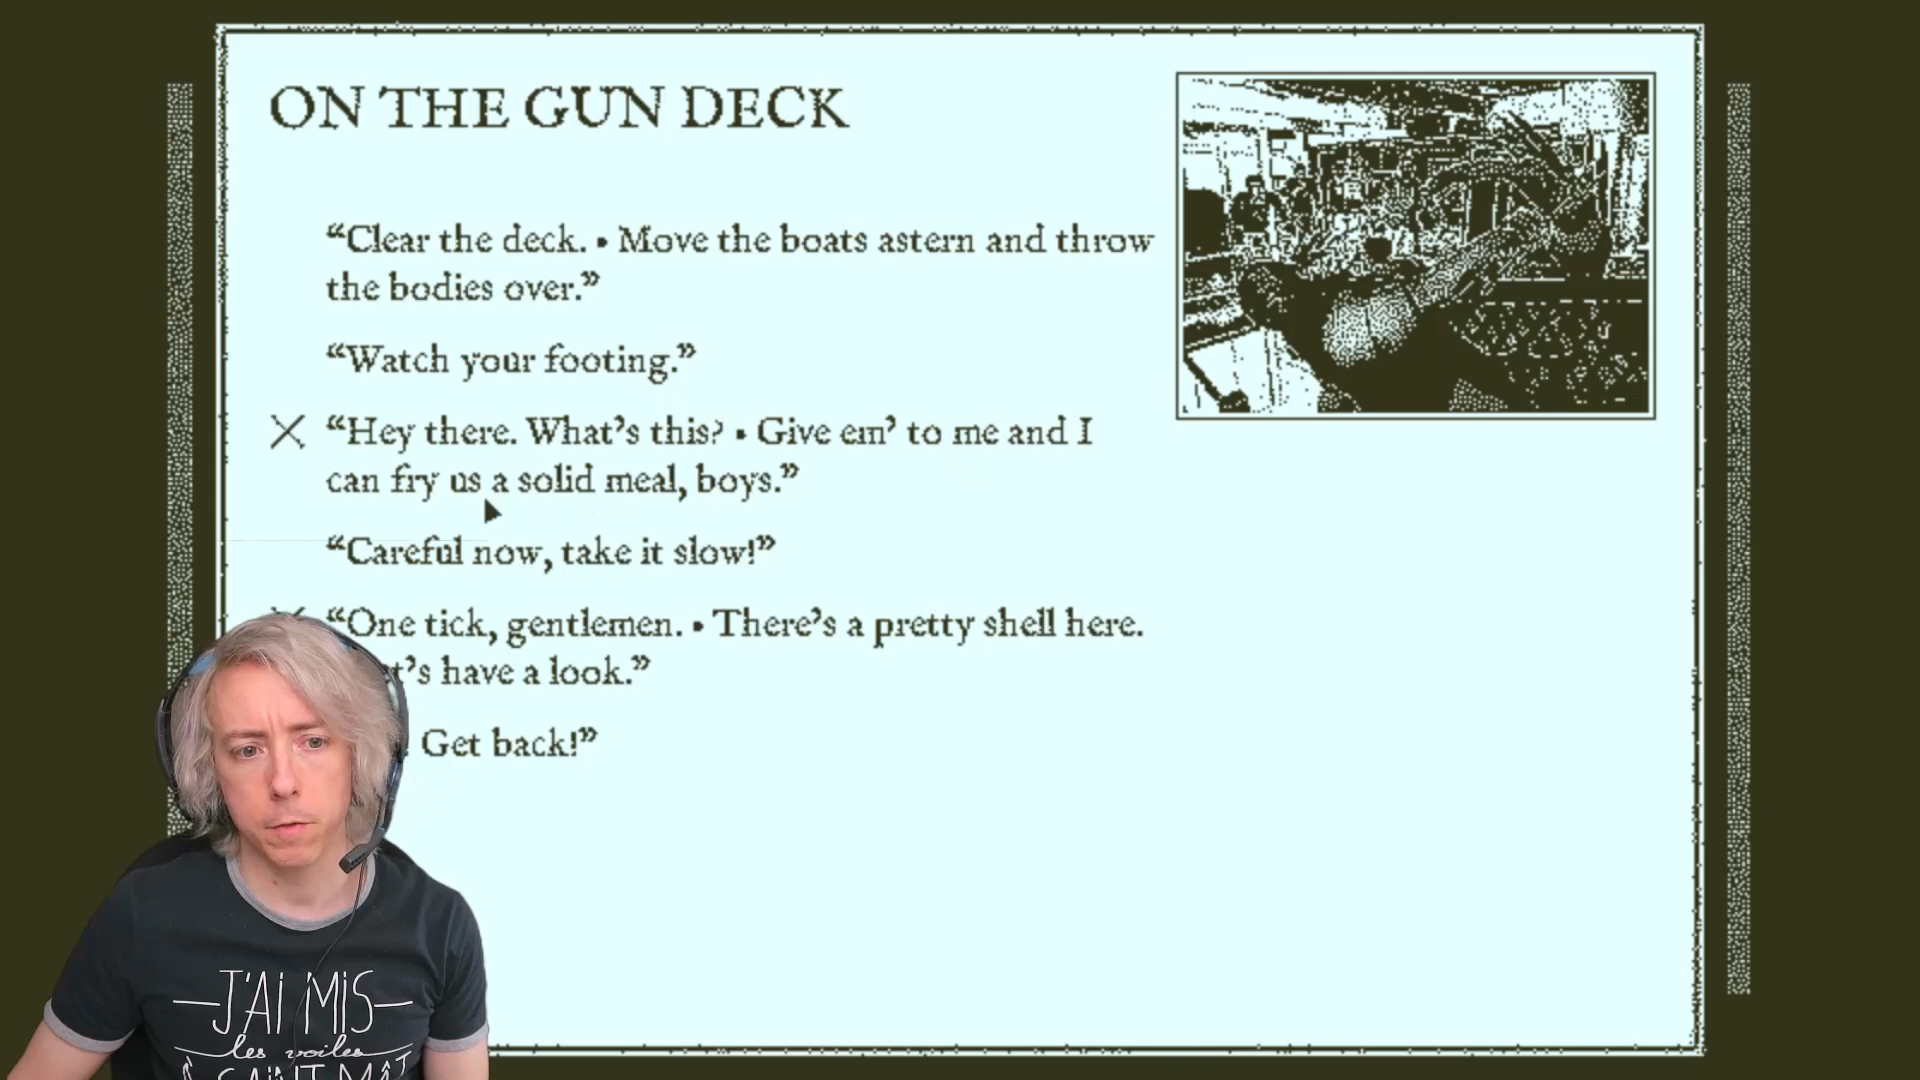 ON THE GUN DECK
“Clear the deck. • Move the boats astern and throw
the bodies over.”
“Watch your footing.”
“Hey there. What’s this? • Give em’ to me and I
can fry us a solid meal, boys.”
“Careful now, take it slow!”
“One tick, gentlemen. • There’s a pretty shell here.
’s have a look.”
Get back!”
J'AI MIS
les voiles
À SAINT MÂT